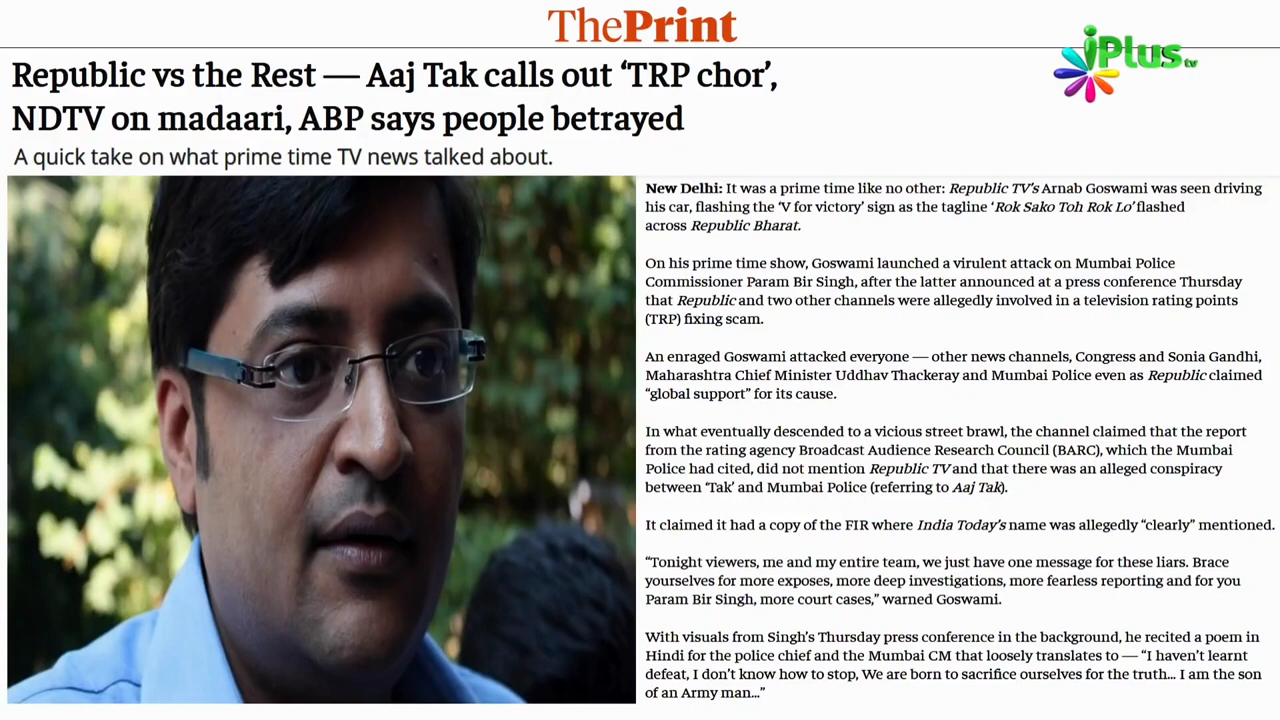 ThePrint
iPlus tv
Republic vs the Rest — Aaj Tak calls out ‘TRP chor’,
NDTV on madaari, ABP says people betrayed
A quick take on what prime time TV news talked about.
New Delhi: It was a prime time like no other: Republic TV’s Arnab Goswami was seen driving
his car, flashing the ‘V for victory’ sign as the tagline ‘Rok Sako Toh Rok Lo’ flashed
across Republic Bharat.
On his prime time show, Goswami launched a virulent attack on Mumbai Police
Commissioner Param Bir Singh, after the latter announced at a press conference Thursday
that Republic and two other channels were allegedly involved in a television rating points
(TRP) fixing scam.
An enraged Goswami attacked everyone — other news channels, Congress and Sonia Gandhi,
Maharashtra Chief Minister Uddhav Thackeray and Mumbai Police even as Republic claimed
“global support” for its cause.
In what eventually descended to a vicious street brawl, the channel claimed that the report
from the rating agency Broadcast Audience Research Council (BARC), which the Mumbai
Police had cited, did not mention Republic TV and that there was an alleged conspiracy
between ‘Tak’ and Mumbai Police (referring to Aaj Tak).
It claimed it had a copy of the FIR where India Today’s name was allegedly “clearly” mentioned.
“Tonight viewers, me and my entire team, we just have one message for these liars. Brace
yourselves for more exposes, more deep investigations, more fearless reporting and for you
Param Bir Singh, more court cases,” warned Goswami.
With visuals from Singh’s Thursday press conference in the background, he recited a poem in
Hindi for the police chief and the Mumbai CM that loosely translates to — “I haven’t learnt
defeat, I don’t know how to stop, We are born to sacrifice ourselves for the truth... I am the son
of an Army man...”